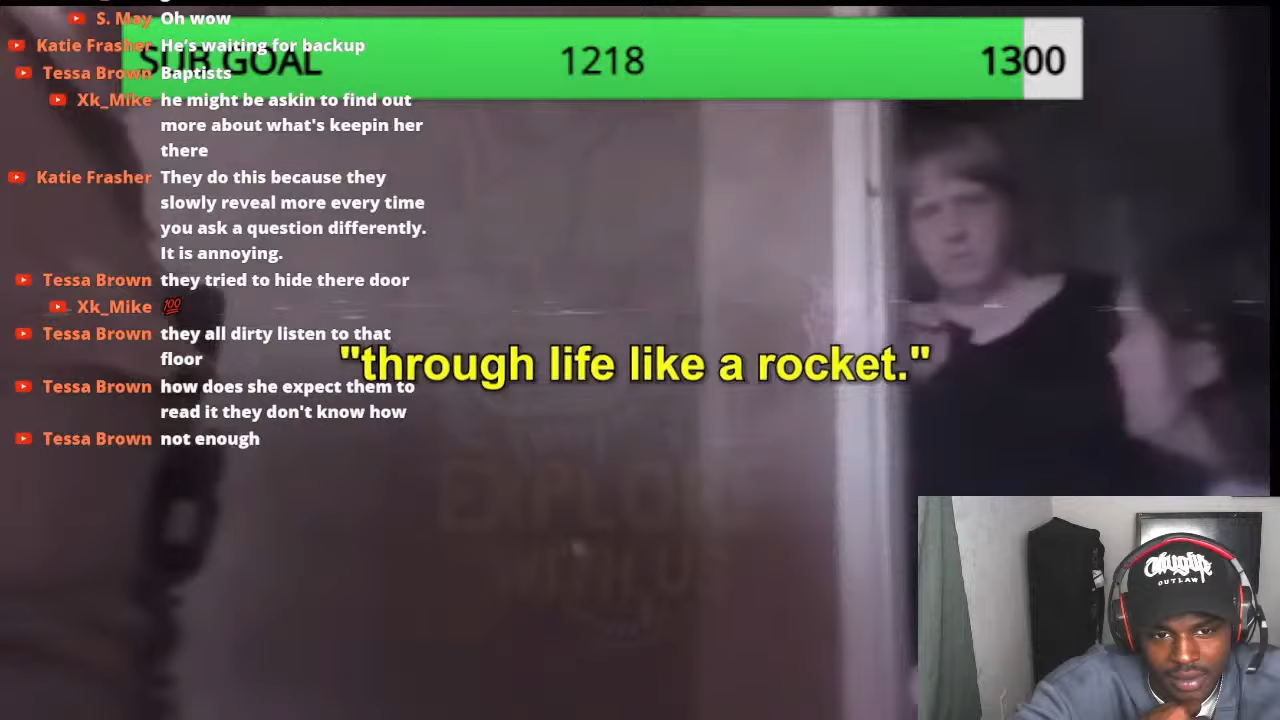 S. May Oh wow
Katie Frasher He's waiting for backup
SUB GOAL 1218 1300
Tessa Brown Baptists
Xk_Mike he might be askin to find out
more about what's keepin her
there
Katie Frasher They do this because they
slowly reveal more every time
you ask a question differently.
It is annoying.
Tessa Brown they tried to hide there door
Xk_Mike 💯
Tessa Brown they all dirty listen to that
floor
"through life like a rocket."
Tessa Brown how does she expect them to
read it they don't know how
Tessa Brown not enough
EXPLORE
WITH US
OUTLAW